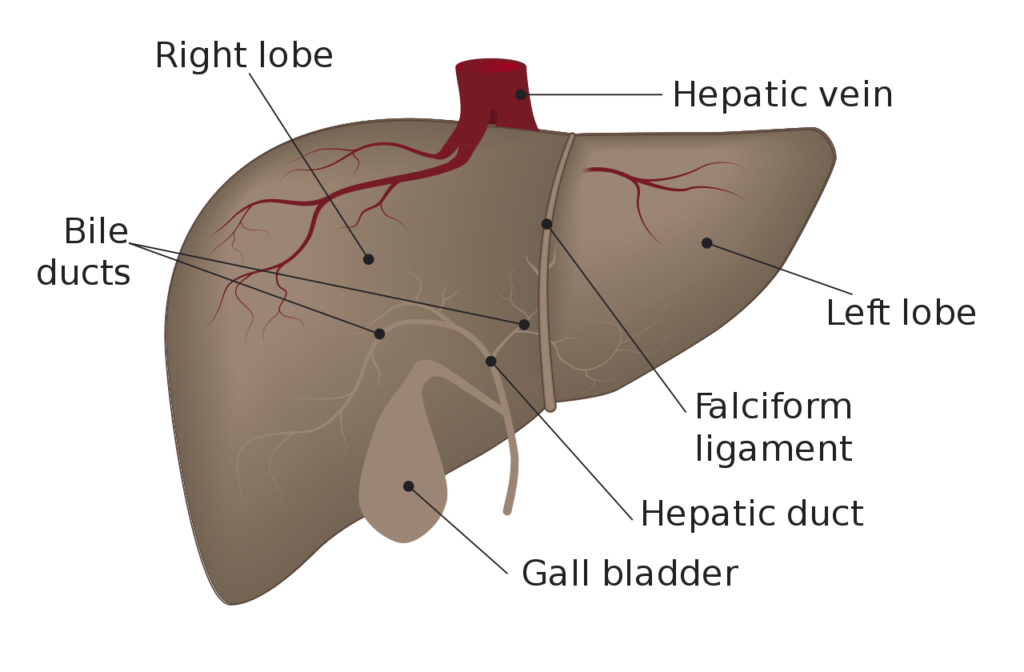 Right lobe
Hepatic vein
Bile
ducts
Left lobe
Falciform
ligament
Hepatic duct
Gall bladder